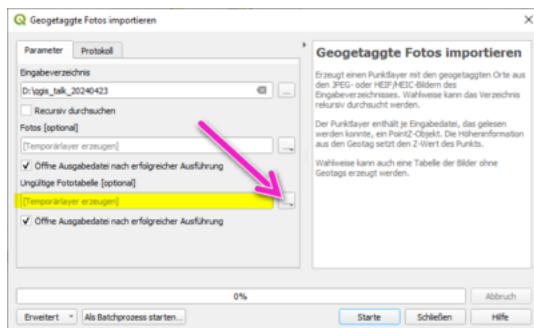 Geogetaggte Fotos importieren
Parameter
Protokoll
Eingabeverzeichnis
D:\qgis_talk_20240423
...
Recursiv durchsuchen
Fotos [optional]
[Temporärlayer erzeugen]
...
Öffne Ausgabedatei nach erfolgreicher Ausführung
Ungültige Fototabelle [optional]
[Temporärlayer erzeugen]
...
Öffne Ausgabedatei nach erfolgreicher Ausführung
Geogetaggte Fotos importieren
Erzeugt einen Punktlayer mit den geogetaggten Orte aus
den JPEG- oder HEIF/HEIC-Bildern des
Eingabeverzeichnisses. Wahlweise kann das Verzeichnis
rekursiv durchsucht werden.
Der Punktlayer enthält je Eingabedatei, das gelesen
werden konnte, ein PointZ-Objekt. Die Höheninformation
aus den Geotag setzt den Z-Wert des Punkts.
Wahlweise kann auch eine Tabelle der Bilder ohne
Geotags erzeugt werden.
0%
Abbruch
Erweitert
Als Batchprozess starten...
Starte
Schließen
Hilfe